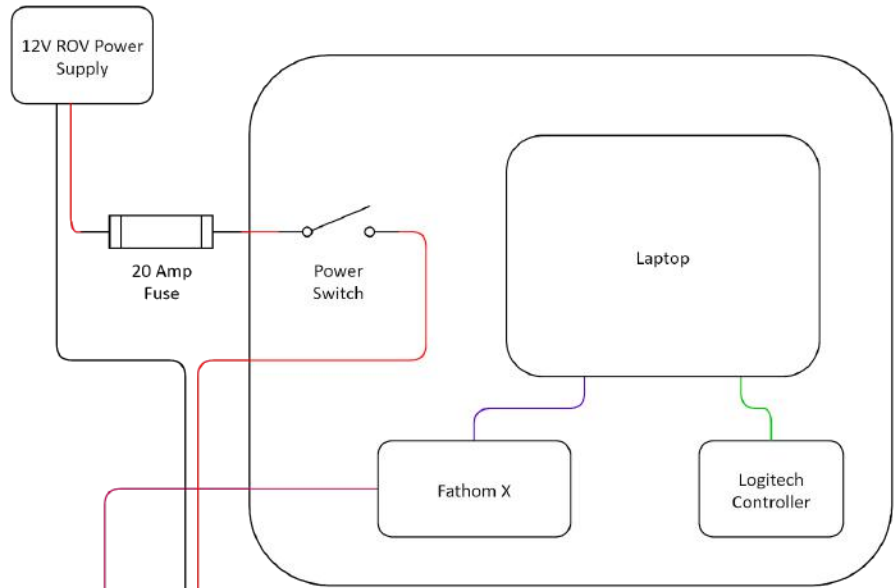 12V ROV Power
Supply
20 Amp
Fuse
Power
Switch
Laptop
Fathom X
Logitech
Controller